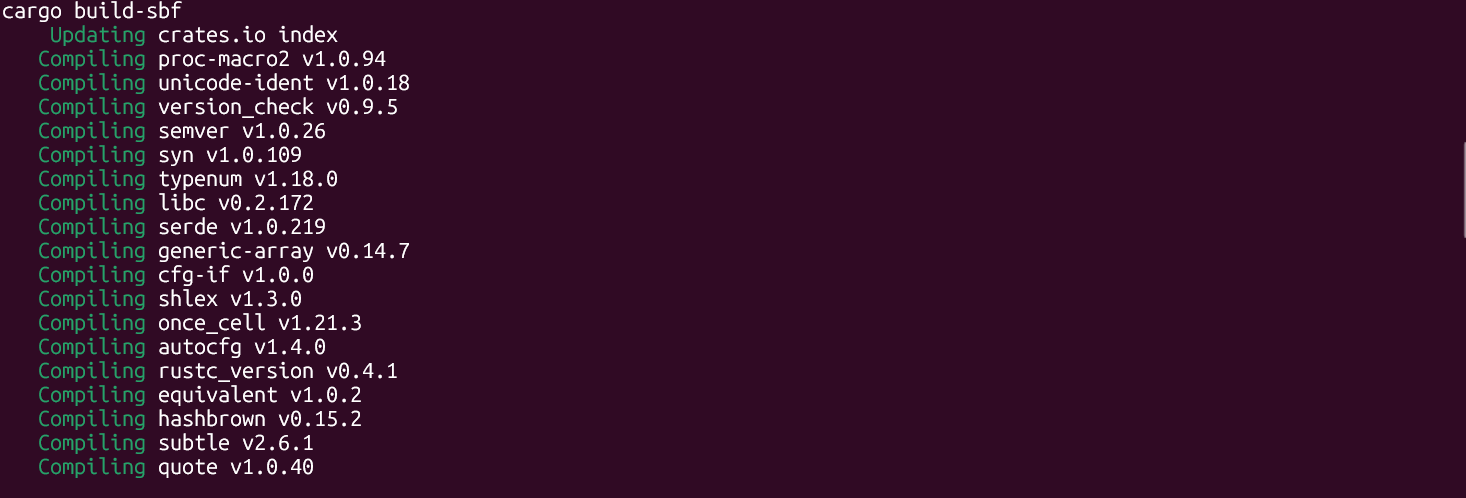 cargo build-sbf
Updating crates.io index
Compiling proc-macro2 v1.0.94
Compiling unicode-ident v1.0.18
Compiling version_check v0.9.5
Compiling semver v1.0.26
Compiling syn v1.0.109
Compiling typenum v1.18.0
Compiling libc v0.2.172
Compiling serde v1.0.219
Compiling generic-array v0.14.7
Compiling cfg-if v1.0.0
Compiling shlex v1.3.0
Compiling once_cell v1.21.3
Compiling autocfg v1.4.0
Compiling rustc_version v0.4.1
Compiling equivalent v1.0.2
Compiling hashbrown v0.15.2
Compiling subtle v2.6.1
Compiling quote v1.0.40